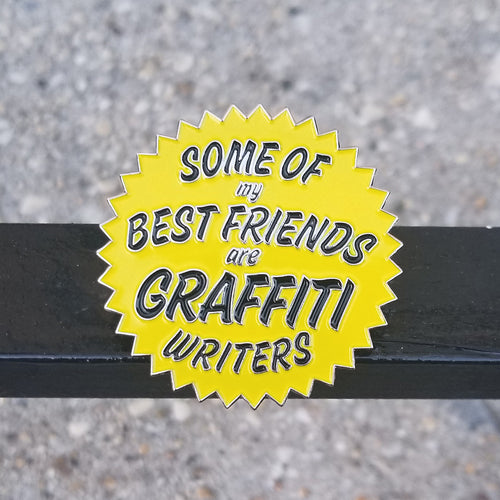 SOME OF
my
BEST FRIENDS
are
GRAFFITI
WRITERS